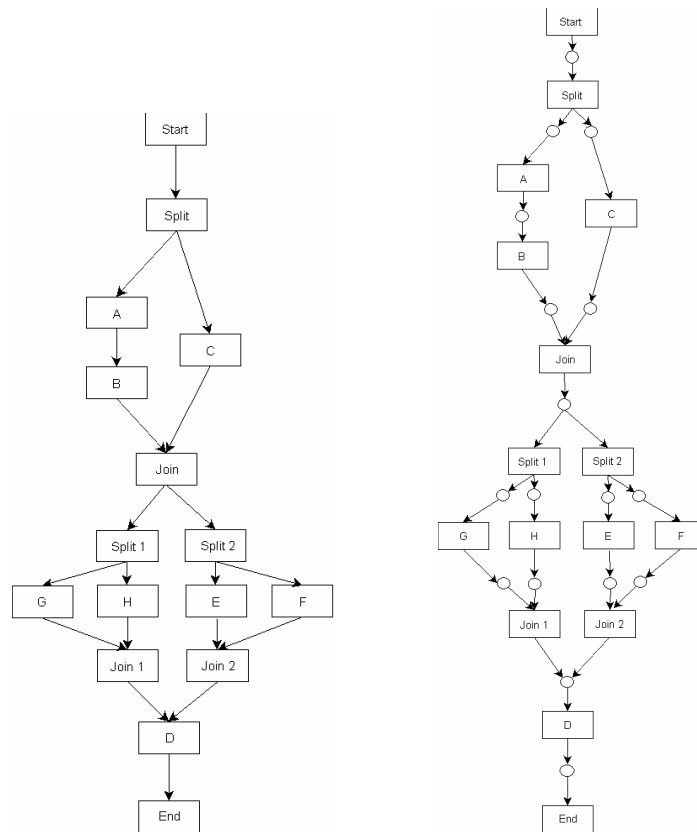 Start
Split
A
C
B
Join
Split 1
Split 2
G
H
E
F
Join 1
Join 2
D
End
Start
Split
A
C
B
Join
Split 1
Split 2
G
H
E
F
Join 1
Join 2
D
End